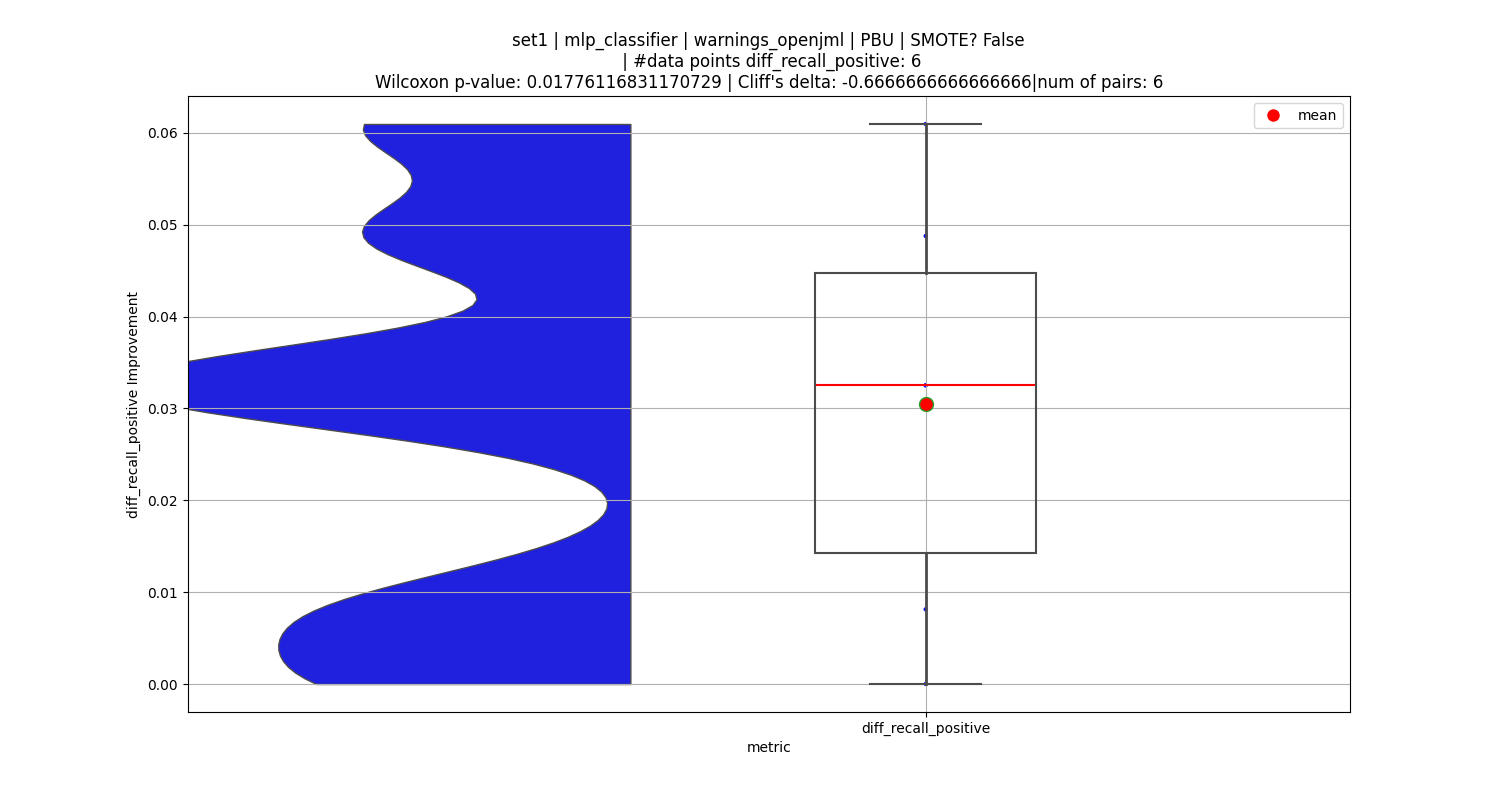 set1 | mlp_classifier | warnings_openjml | PBU | SMOTE? False
| #data points diff_recall_positive: 6
Wilcoxon p-value: 0.01776116831170729 | Cliff's delta: -0.6666666666666666|num of pairs: 6
mean
0.06
0.05
0.04
0.03
0.02
0.01
0.00
diff_recall_positive Improvement
diff_recall_positive
metric